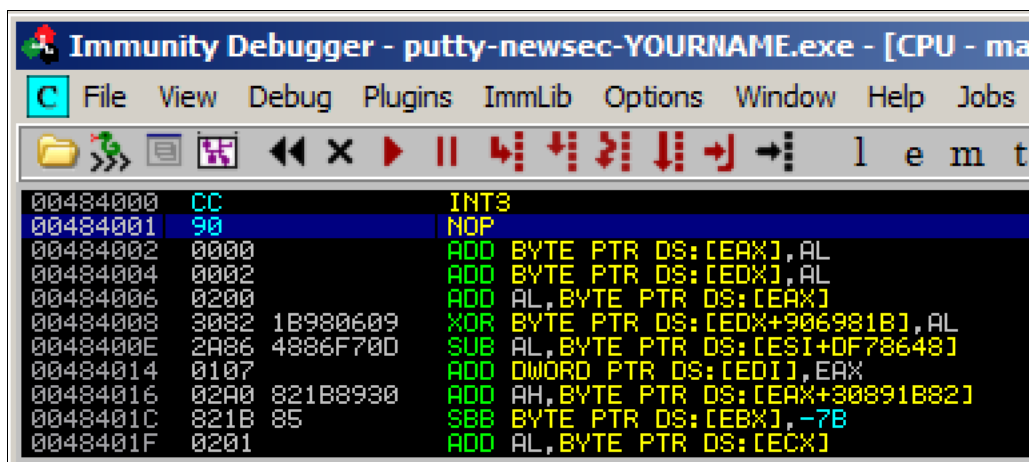 Immunity Debugger - putty-newsec-YOURNAME.exe - [CPU - ma
C File View Debug Plugins ImmLib Options Window Help Jobs
l e m t
00484000 CC INT3
00484001 90 NOP
00484002 0000 ADD BYTE PTR DS:[EAX],AL
00484004 0002 ADD BYTE PTR DS:[EDX],AL
00484006 0200 ADD AL,BYTE PTR DS:[EAX]
00484008 3082 1B980609 XOR BYTE PTR DS:[EDX+906981B],AL
0048400E 2A86 4886F70D SUB AL,BYTE PTR DS:[ESI+DF78648]
00484014 0107 ADD DWORD PTR DS:[EDI],EAX
00484016 02A0 821B8930 ADD AH,BYTE PTR DS:[EAX+30891B82]
0048401C 821B 85 SBB BYTE PTR DS:[EBX],-7B
0048401F 0201 ADD AL,BYTE PTR DS:[ECX]